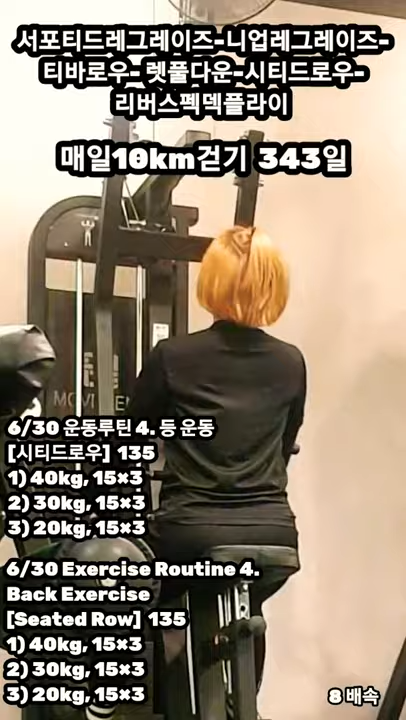 서포티드레그레이즈-니업레그레이즈-
티바로우- 렛풀다운-시티드로우-
리버스펙덱플라이
매일10km걷기 343일
MOV
6/30 운동루틴 4. 등 운동
[시티드로우] 135
1) 40kg, 15×3
2) 30kg, 15×3
3) 20kg, 15×3
6/30 Exercise Routine 4.
Back Exercise
[Seated Row] 135
1) 40kg, 15×3
2) 30kg, 15×3
3) 20kg, 15×3
8 배속